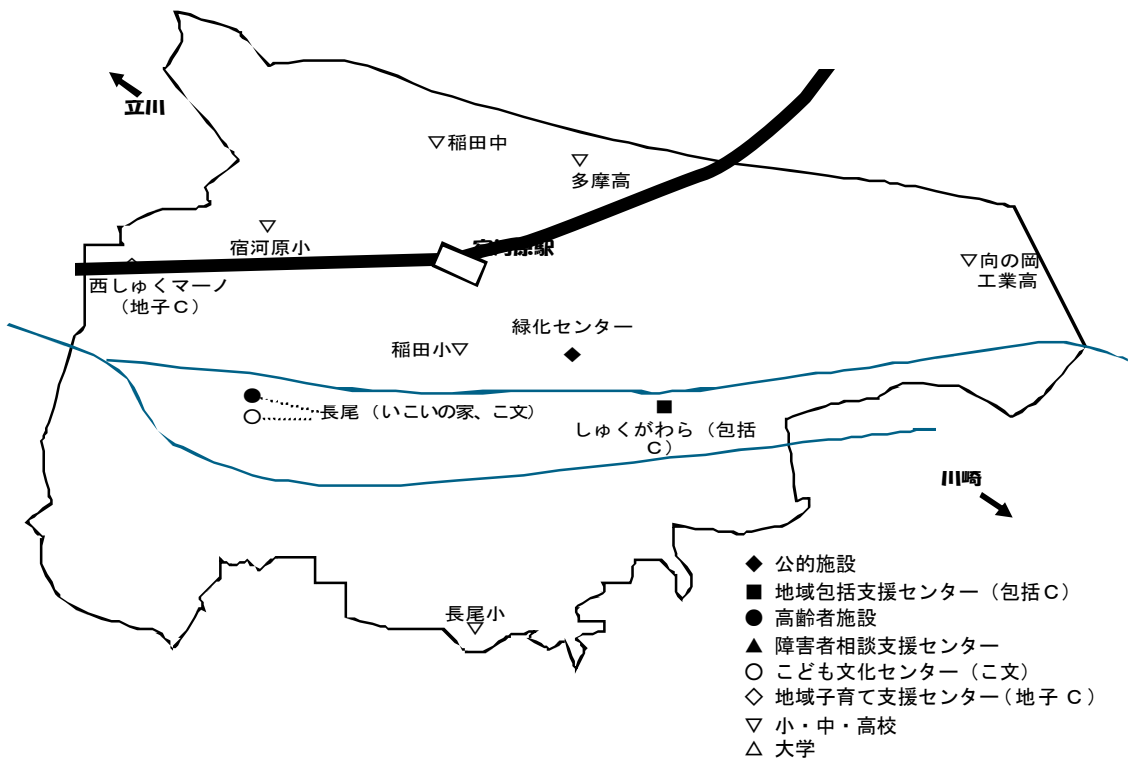 立川
▽稲田中
▽
多摩高
▽
宿河原小
宿河原駅
▽向の岡
工業高
西しゅくマーノ
（地子Ｃ）
緑化センター
◆
稲田小▽
長尾（いこいの家、こ文）
しゅくがわら（包括
Ｃ）
川崎
長尾小
▽
◆ 公的施設
■ 地域包括支援センター（包括Ｃ）
● 高齢者施設
▲ 障害者相談支援センター
○ こども文化センター（こ文）
◇ 地域子育て支援センター（地子 Ｃ）
▽ 小・中・高校
△ 大学